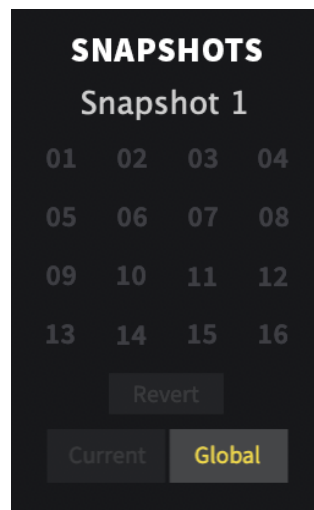 SNAPSHOTS
Snapshot 1
01 02 03 04
05 06 07 08
09 10 11 12
13 14 15 16
Revert
Current Global